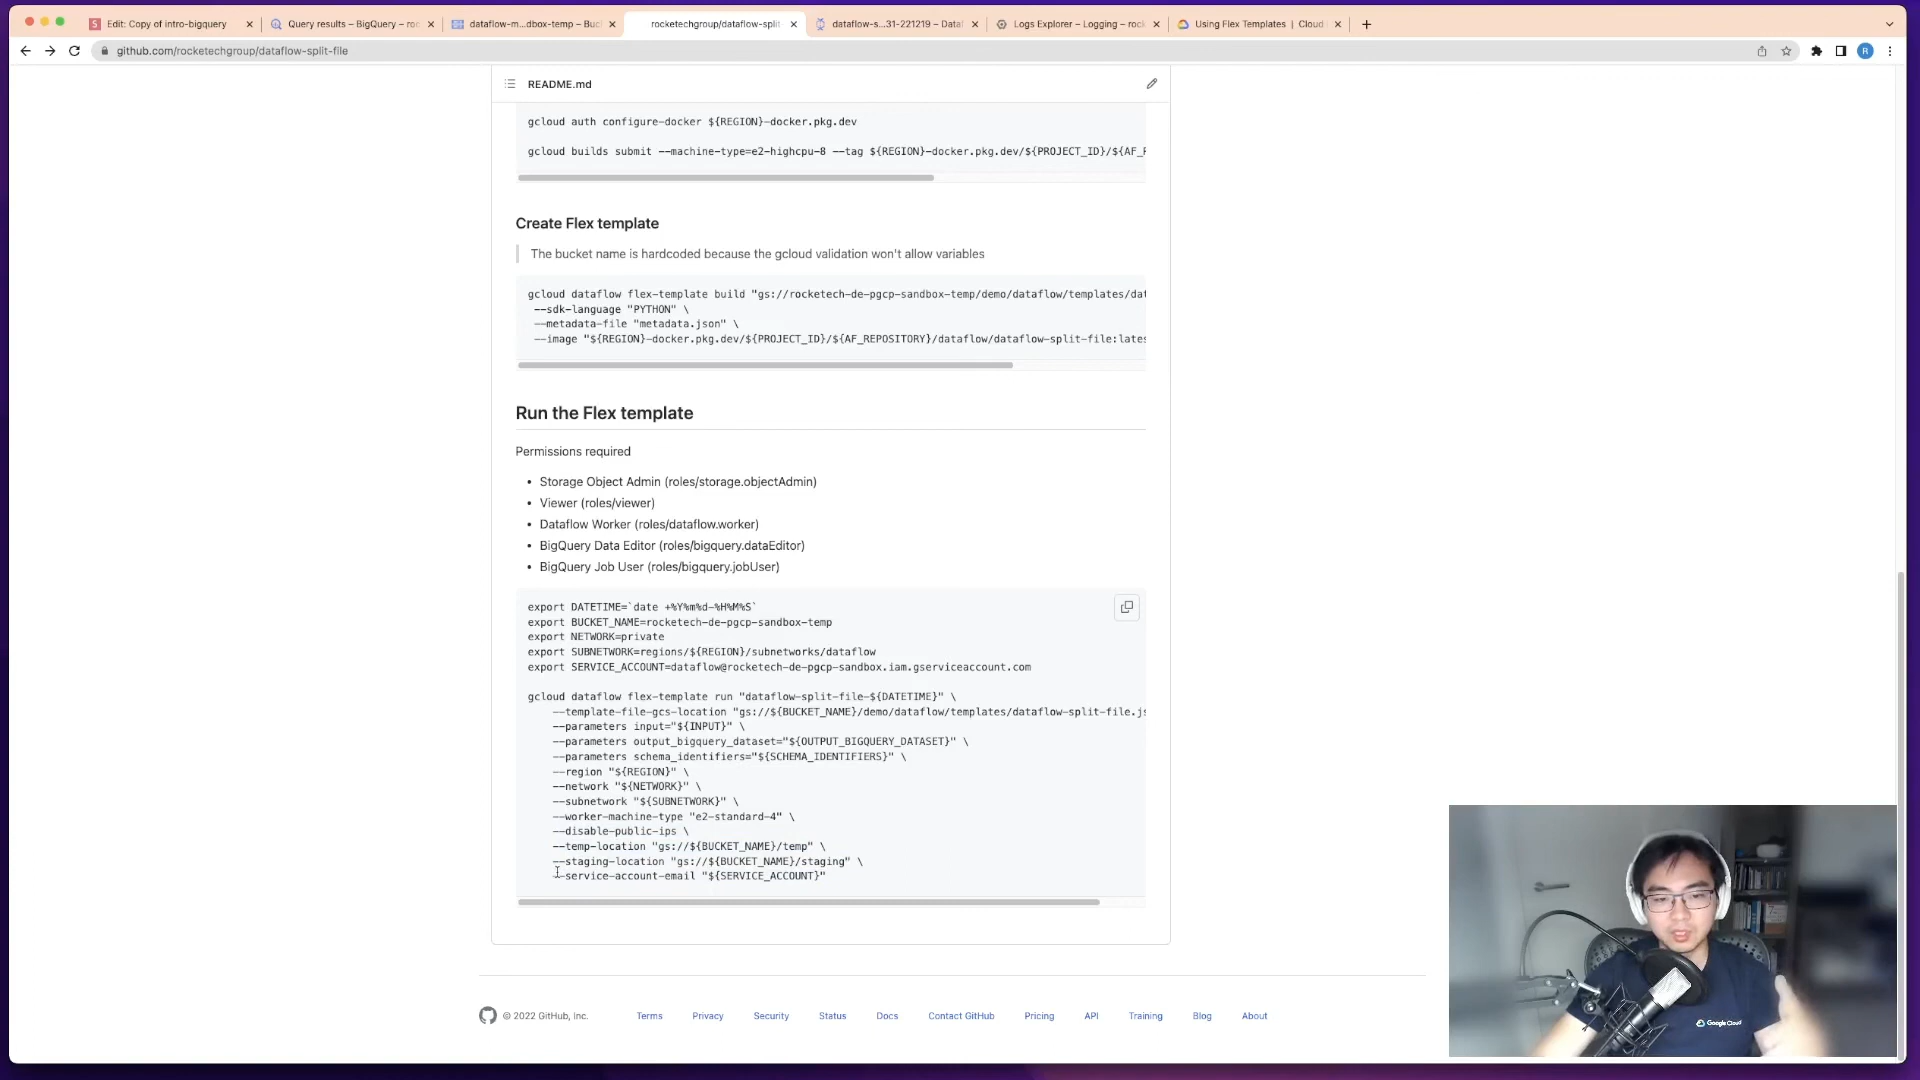 Edit: Copy of intro-bigquery
Query results – BigQuery – roc
dataflow-m...dbox-temp – Buc
rocketechgroup/dataflow-split
dataflow-s...31-221219 – Dataf
Logs Explorer – Logging – rock
Using Flex Templates | Cloud
github.com/rocketechgroup/dataflow-split-file
R
README.md
gcloud auth configure-docker ${REGION}-docker.pkg.dev
gcloud builds submit --machine-type=e2-highcpu-8 --tag ${REGION}-docker.pkg.dev/${PROJECT_ID}/${AF_R
Create Flex template
The bucket name is hardcoded because the gcloud validation won't allow variables
gcloud dataflow flex-template build "gs://rocketech-de-pgcp-sandbox-temp/demo/dataflow/templates/dat
--sdk-language "PYTHON" \
--metadata-file "metadata.json" \
--image "${REGION}-docker.pkg.dev/${PROJECT_ID}/${AF_REPOSITORY}/dataflow/dataflow-split-file:lates
Run the Flex template
Permissions required
• Storage Object Admin (roles/storage.objectAdmin)
• Viewer (roles/viewer)
• Dataflow Worker (roles/dataflow.worker)
• BigQuery Data Editor (roles/bigquery.dataEditor)
• BigQuery Job User (roles/bigquery.jobUser)
export DATETIME=`date +%Y%m%d-%H%M%S`
export BUCKET_NAME=rocketech-de-pgcp-sandbox-temp
export NETWORK=private
export SUBNETWORK=regions/${REGION}/subnetworks/dataflow
export SERVICE_ACCOUNT=dataflow@rocketech-de-pgcp-sandbox.iam.gserviceaccount.com
gcloud dataflow flex-template run "dataflow-split-file-${DATETIME}" \
--template-file-gcs-location "gs://${BUCKET_NAME}/demo/dataflow/templates/dataflow-split-file.js
--parameters input="${INPUT}" \
--parameters output_bigquery_dataset="${OUTPUT_BIGQUERY_DATASET}" \
--parameters schema_identifiers="${SCHEMA_IDENTIFIERS}" \
--region "${REGION}" \
--network "${NETWORK}" \
--subnetwork "${SUBNETWORK}" \
--worker-machine-type "e2-standard-4" \
--disable-public-ips \
--temp-location "gs://${BUCKET_NAME}/temp" \
--staging-location "gs://${BUCKET_NAME}/staging" \
--service-account-email "${SERVICE_ACCOUNT}"
Google Cloud
© 2022 GitHub, Inc. Terms Privacy Security Status Docs Contact GitHub Pricing API Training Blog About